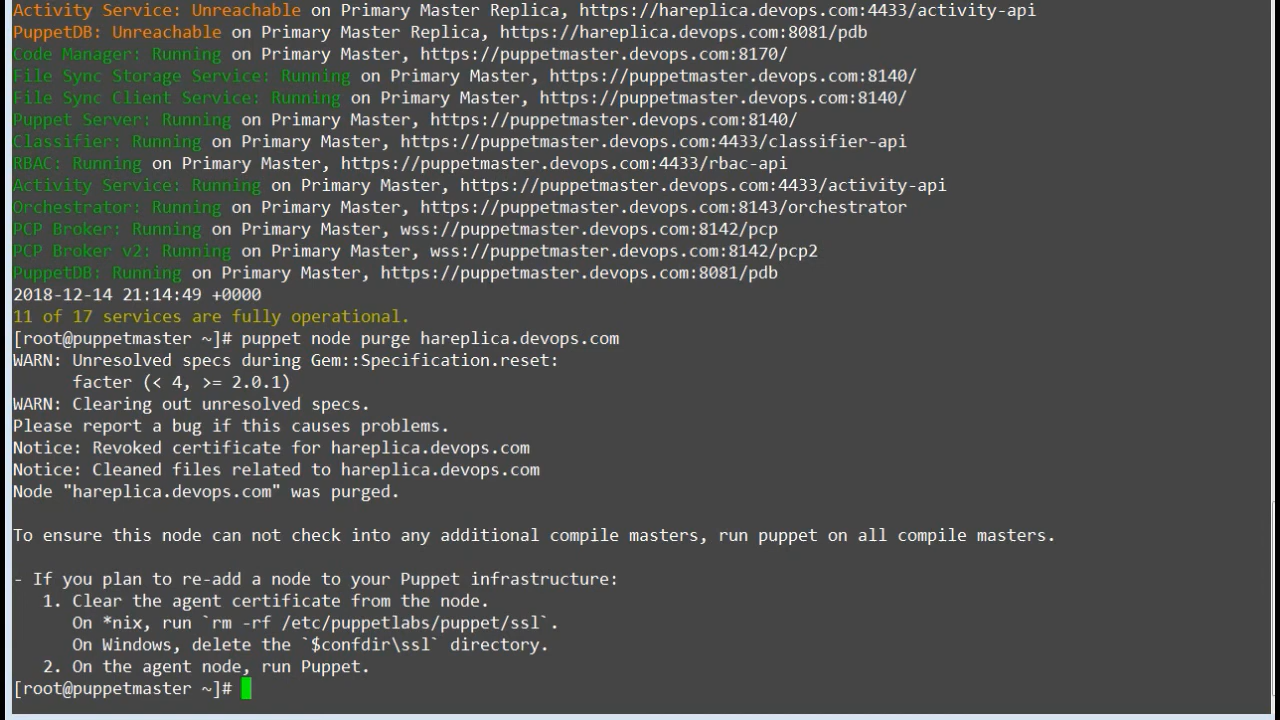 Activity Service: Unreachable on Primary Master Replica, https://hareplica.devops.com:4433/activity-api
PuppetDB: Unreachable on Primary Master Replica, https://hareplica.devops.com:8081/pdb
Code Manager: Running on Primary Master, https://puppetmaster.devops.com:8170/
File Sync Storage Service: Running on Primary Master, https://puppetmaster.devops.com:8140/
File Sync Client Service: Running on Primary Master, https://puppetmaster.devops.com:8140/
Puppet Server: Running on Primary Master, https://puppetmaster.devops.com:8140/
Classifier: Running on Primary Master, https://puppetmaster.devops.com:4433/classifier-api
RBAC: Running on Primary Master, https://puppetmaster.devops.com:4433/rbac-api
Activity Service: Running on Primary Master, https://puppetmaster.devops.com:4433/activity-api
Orchestrator: Running on Primary Master, https://puppetmaster.devops.com:8143/orchestrator
PCP Broker: Running on Primary Master, wss://puppetmaster.devops.com:8142/pcp
PCP Broker v2: Running on Primary Master, wss://puppetmaster.devops.com:8142/pcp2
PuppetDB: Running on Primary Master, https://puppetmaster.devops.com:8081/pdb
2018-12-14 21:14:49 +0000
11 of 17 services are fully operational.
[root@puppetmaster ~]# puppet node purge hareplica.devops.com
WARN: Unresolved specs during Gem::Specification.reset:
      facter (< 4, >= 2.0.1)
WARN: Clearing out unresolved specs.
Please report a bug if this causes problems.
Notice: Revoked certificate for hareplica.devops.com
Notice: Cleaned files related to hareplica.devops.com
Node "hareplica.devops.com" was purged.
To ensure this node can not check into any additional compile masters, run puppet on all compile masters.
- If you plan to re-add a node to your Puppet infrastructure:
   1. Clear the agent certificate from the node.
      On *nix, run `rm -rf /etc/puppetlabs/puppet/ssl`.
      On Windows, delete the `$confdir\ssl` directory.
   2. On the agent node, run Puppet.
[root@puppetmaster ~]#